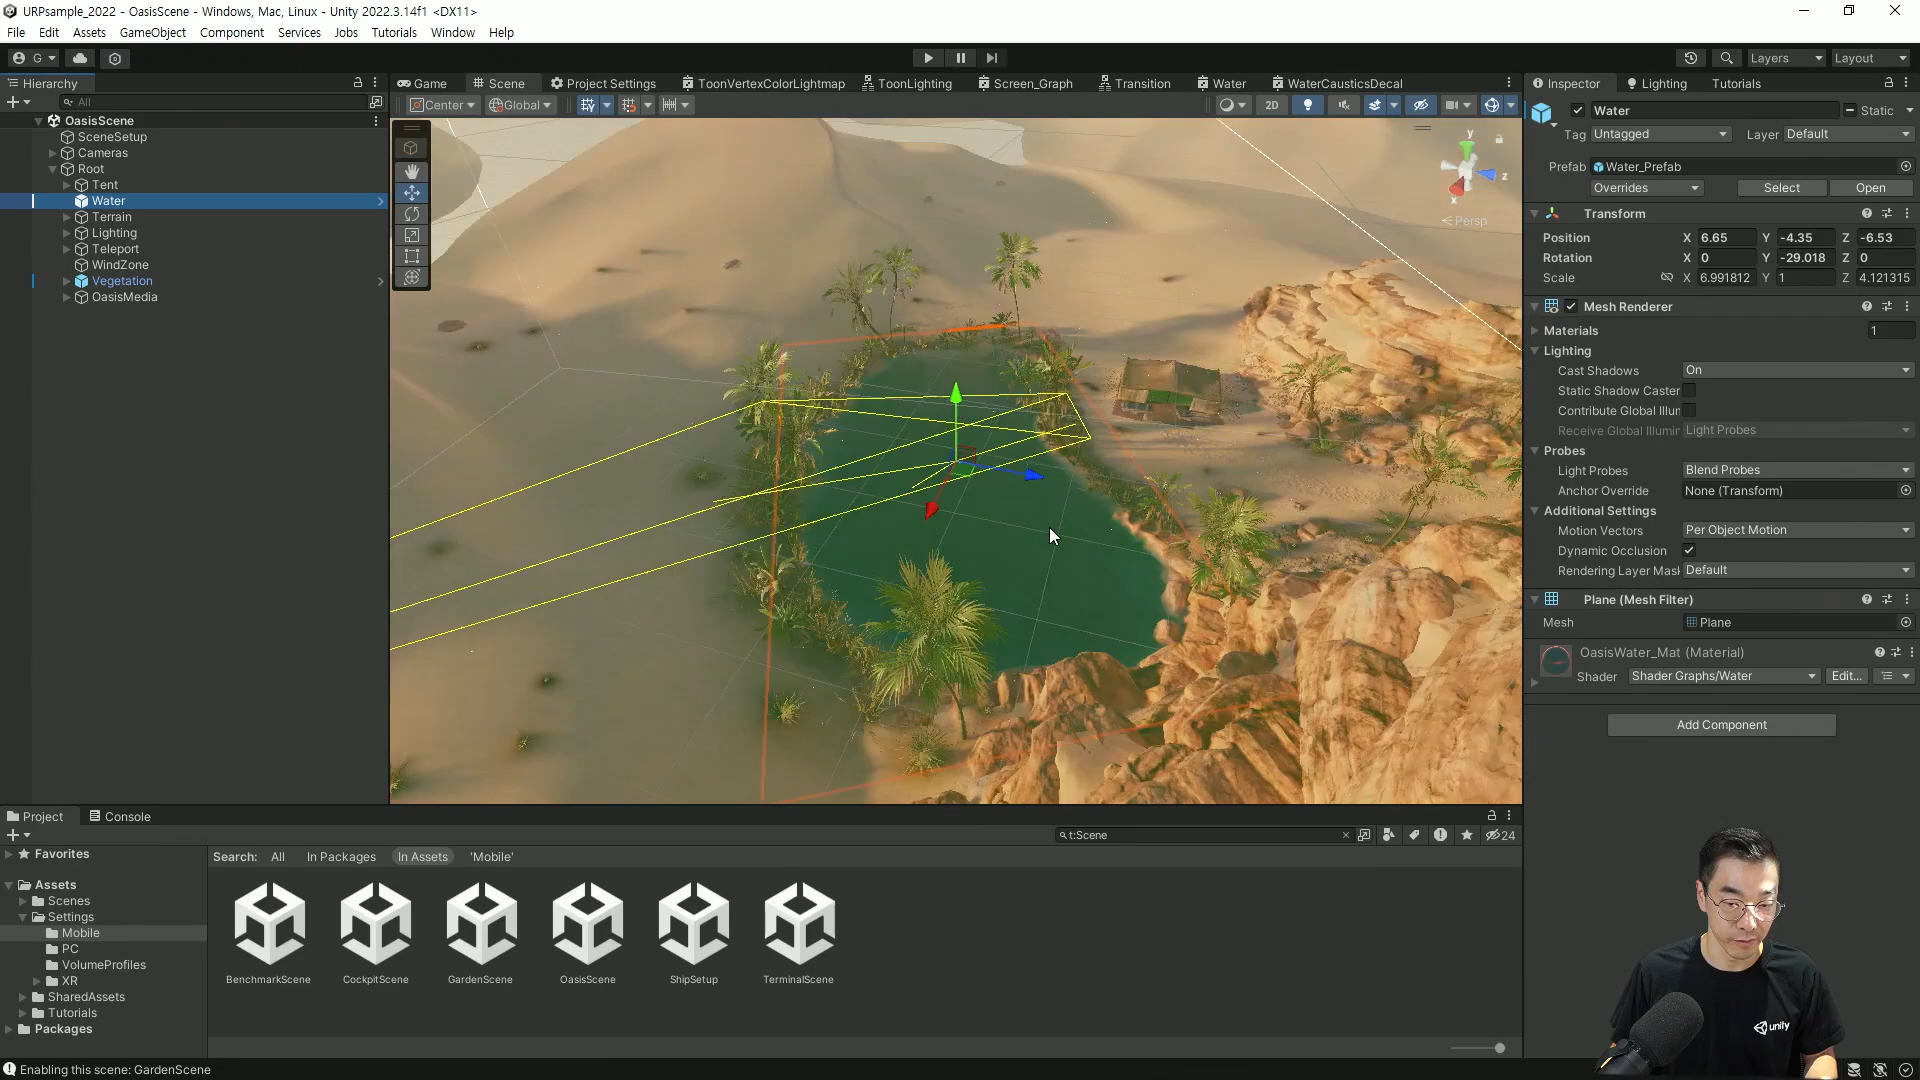 URPsample_2022 - OasisScene - Windows, Mac, Linux - Unity 2022.3.14f1 <DX11>
File Edit Assets GameObject Component Services Jobs Tutorials Window Help
G Layers Layout
Hierarchy
All
OasisScene
SceneSetup
Cameras
Root
Tent
Water
Terrain
Lighting
Teleport
WindZone
Vegetation
OasisMedia
Game Scene Project Settings ToonVertexColorLightmap ToonLighting Screen_Graph Transition Water WaterCausticsDecal
Center Global 2D
y
z
x
Persp
Inspector Lighting Tutorials
Water Static
Tag Untagged Layer Default
Prefab Water_Prefab
Overrides Select Open
Transform
Position X 6.65 Y -4.35 Z -6.53
Rotation X 0 Y -29.018 Z 0
Scale X 6.991812 Y 1 Z 4.121315
Mesh Renderer
Materials 1
Lighting
Cast Shadows On
Static Shadow Caster
Contribute Global Illun
Receive Global Illumir Light Probes
Probes
Light Probes Blend Probes
Anchor Override None (Transform)
Additional Settings
Motion Vectors Per Object Motion
Dynamic Occlusion
Rendering Layer Mas Default
Plane (Mesh Filter)
Mesh Plane
OasisWater_Mat (Material)
Shader Shader Graphs/Water Edit...
Add Component
Project Console
t:Scene 24
Favorites
Assets
Scenes
Settings
Mobile
PC
VolumeProfiles
XR
SharedAssets
Tutorials
Packages
Search: All In Packages In Assets 'Mobile'
BenchmarkScene CockpitScene GardenScene OasisScene ShipSetup TerminalScene
Enabling this scene: GardenScene
unity